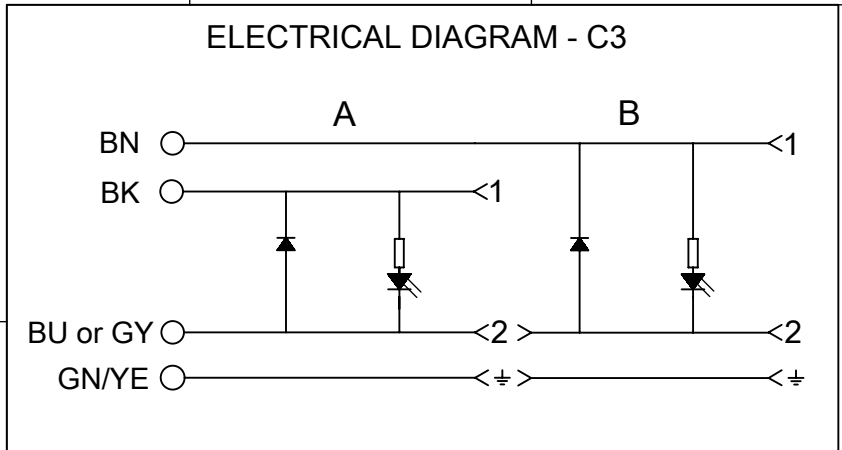 ELECTRICAL DIAGRAM - C3
A B
BN 1
BK 1
BU or GY 2 2
GN/YE